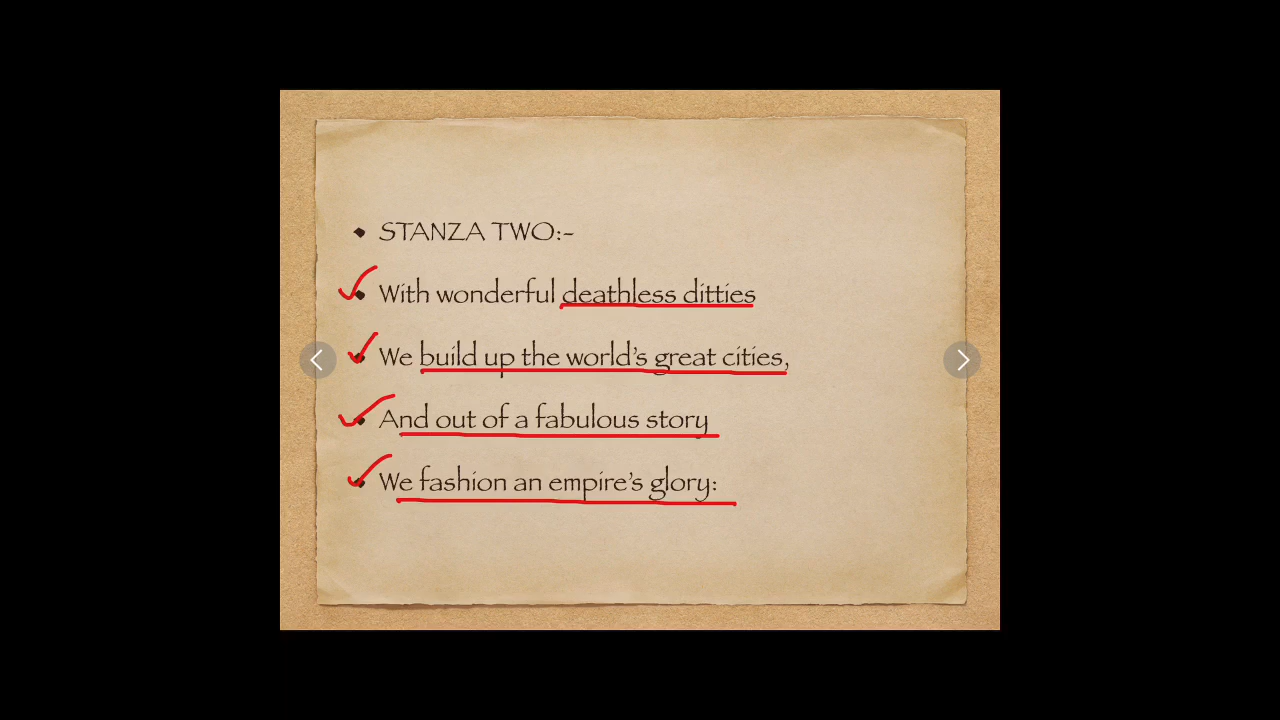 STANZA TWO:-
With wonderful deathless ditties
We build up the world's great cities,
And out of a fabulous story
We fashion an empire's glory: